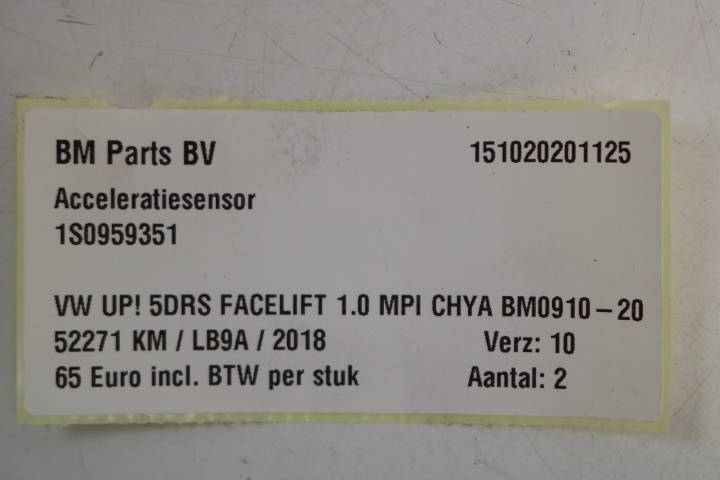 BM Parts BV 151020201125
Acceleratiesensor
1S0959351
VW UP! 5DRS FACELIFT 1.0 MPI CHYA BM0910-20
52271 KM / LB9A / 2018 Verz: 10
65 Euro incl. BTW per stuk Aantal: 2